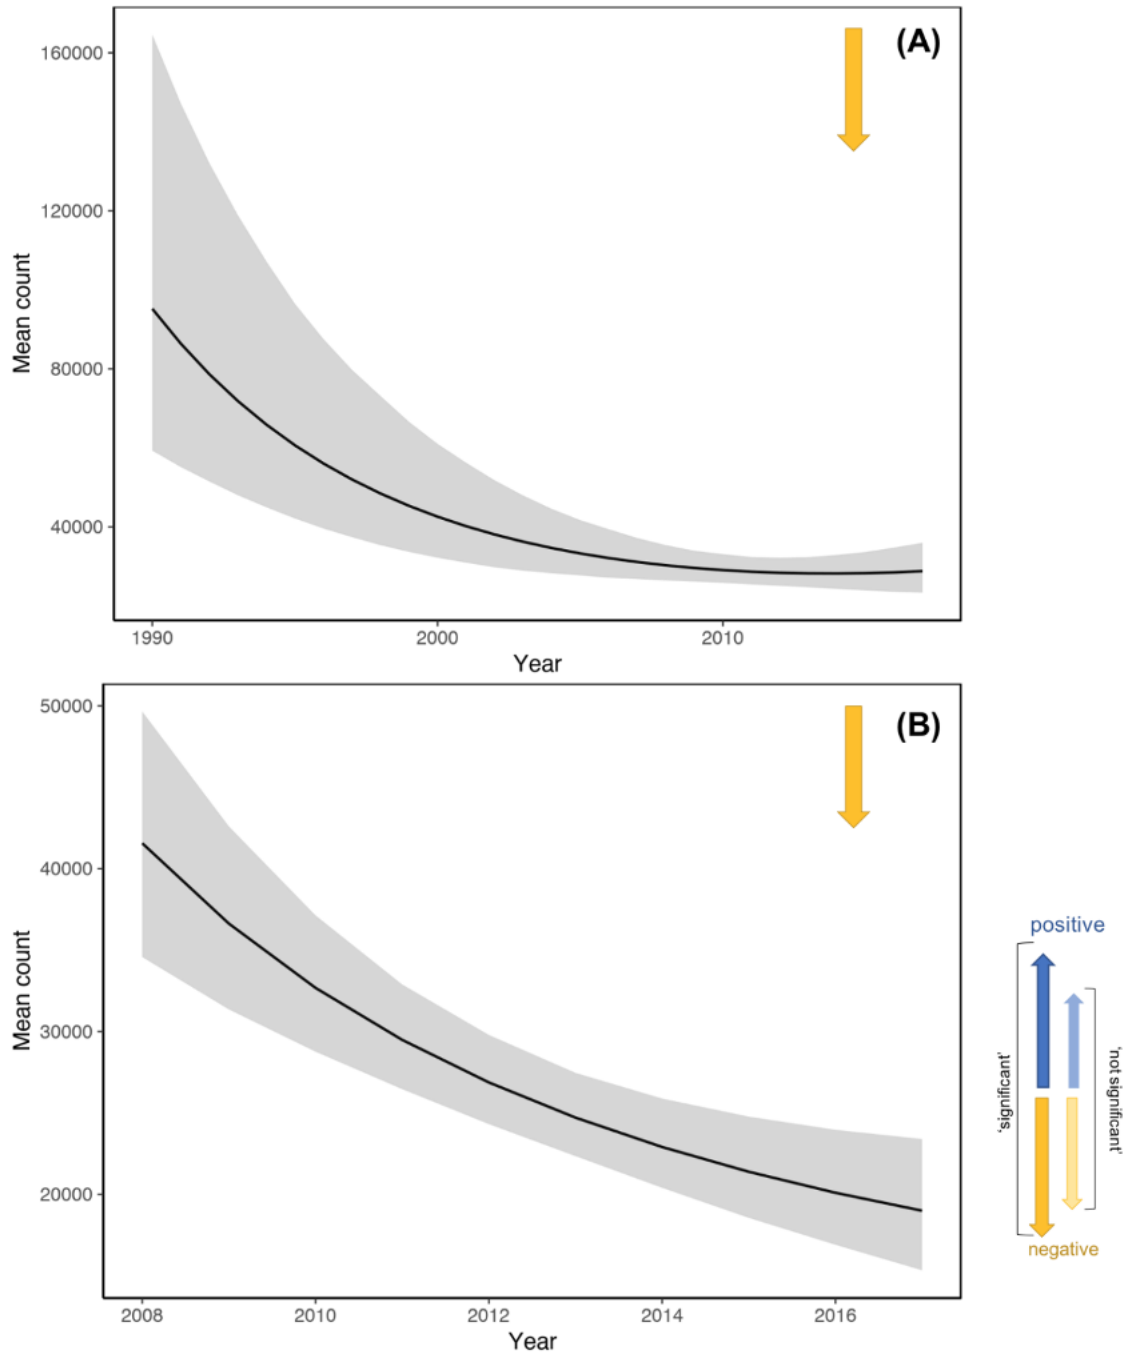 (A)
160000
120000
80000
40000
Mean count
1990 2000 2010
Year
(B)
50000
40000
30000
20000
Mean count
2008 2010 2012 2014 2016
Year
positive
'significant'
'not significant'
negative